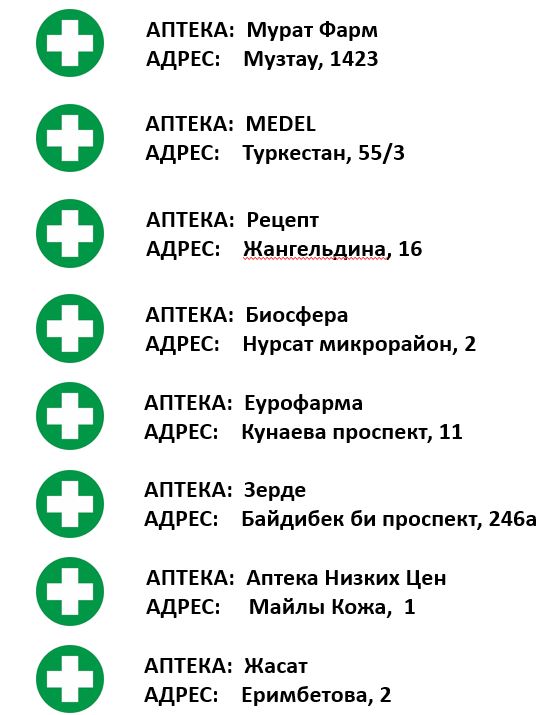 АПТЕКА: Мурат Фарм
АДРЕС: Музтау, 1423
АПТЕКА: MEDEL
АДРЕС: Туркестан, 55/3
АПТЕКА: Рецепт
АДРЕС: Жангельдина, 16
АПТЕКА: Биосфера
АДРЕС: Нурсат микрорайон, 2
АПТЕКА: Еурофарма
АДРЕС: Кунаева проспект, 11
АПТЕКА: Зерде
АДРЕС: Байдибек би проспект, 246а
АПТЕКА: Аптека Низких Цен
АДРЕС: Майлы Кожа, 1
АПТЕКА: Жасат
АДРЕС: Еримбетова, 2